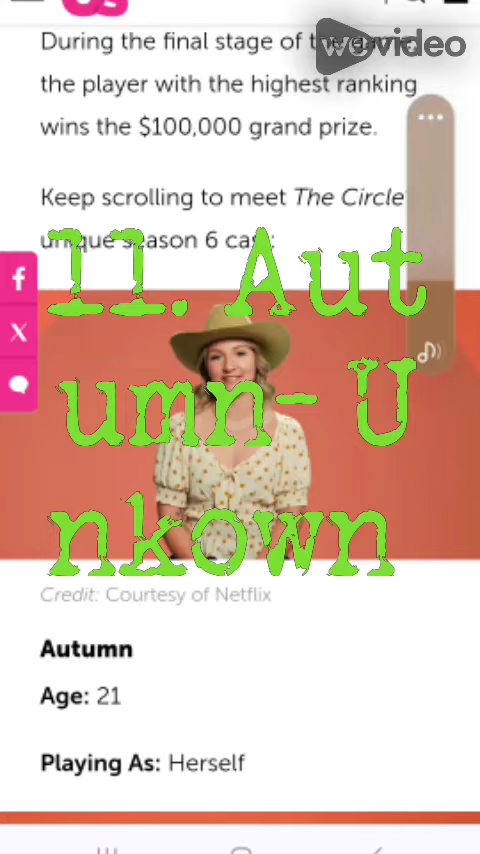 Us
wevideo
During the final stage of the game,
the player with the highest ranking
wins the $100,000 grand prize.
Keep scrolling to meet The Circle
unique season 6 cast:
11. Aut
umn- U
nkown
Credit: Courtesy of Netflix
Autumn
Age: 21
Playing As: Herself